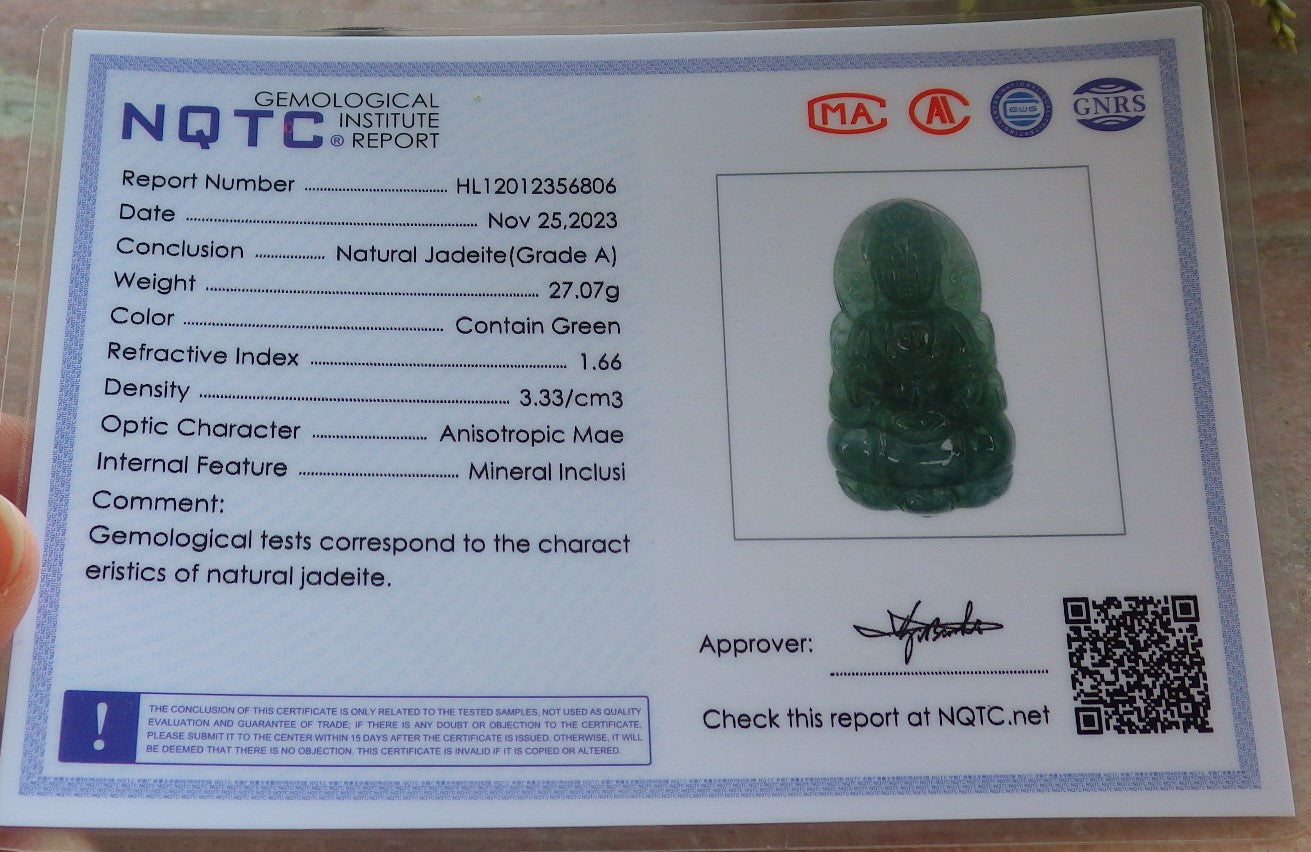 NQTC®
GEMOLOGICAL
INSTITUTE
REPORT
MA
AL
GWS
GNRS
Report Number ........ HL12012356806
Date ........ Nov 25,2023
Conclusion ........ Natural Jadeite(Grade A)
Weight ........ 27.07g
Color ........ Contain Green
Refractive Index ........ 1.66
Density ........ 3.33/cm3
Optic Character ........ Anisotropic Mae
Internal Feature ........ Mineral Inclusi
Comment:
Gemological tests correspond to the charact
eristics of natural jadeite.
Approver:
Check this report at NQTC.net
!
THE CONCLUSION OF THIS CERTIFICATE IS ONLY RELATED TO THE TESTED SAMPLES, NOT USED AS QUALITY
EVALUATION AND GUARANTEE OF TRADE; IF THERE IS ANY DOUBT OR OBJECTION TO THE CERTIFICATE,
PLEASE SUBMIT IT TO THE CENTER WITHIN 15 DAYS AFTER THE CERTIFICATE IS ISSUED. OTHERWISE, IT WILL
BE DEEMED THAT THERE IS NO OBJECTION. THIS CERTIFICATE IS INVALID IF IT IS COPIED OR ALTERED.